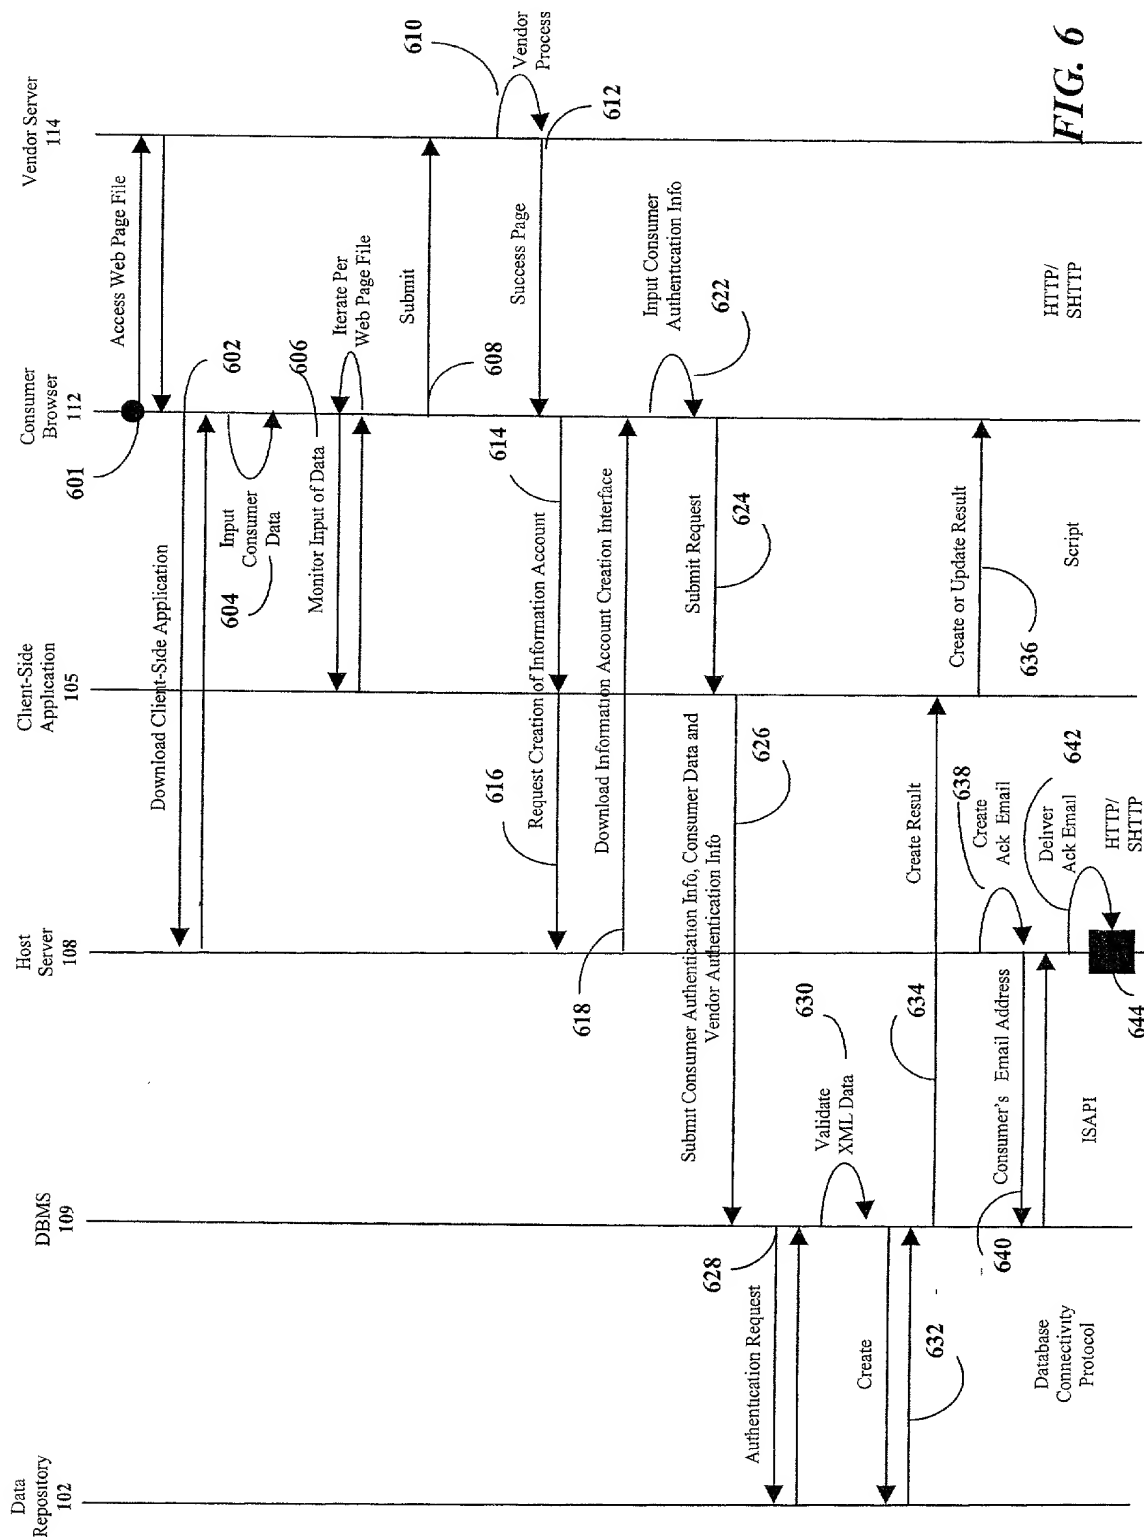 Data
Repository
102
DBMS
109
Host
Server
108
Client-Side
Application
105
Consumer
Browser
112
Vendor Server
114
601
Access Web Page File
Download Client-Side Application
602
Input
Consumer
Data
604
606
Monitor Input of Data
Iterate Per
Web Page File
Submit
608
610
Vendor
Process
Success Page
612
614
616
Request Creation of Information Account
618
Download Information Account Creation Interface
Input Consumer
Authentication Info
622
Submit Request
624
Submit Consumer Authentication Info, Consumer Data and
Vendor Authentication Info
626
628
Authentication Request
630
Validate
XML Data
Create
632
634
Create Result
Create or Update Result
636
638
Create
Ack Email
Consumer's Email Address
640
642
Deliver
Ack Email
644
Database
Connectivity
Protocol
ISAPI
HTTP/
SHTTP
Script
HTTP/
SHTTP
FIG. 6